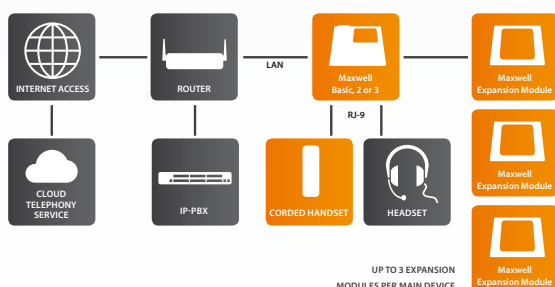 INTERNET ACCESS
ROUTER
LAN
Maxwell
Basic, 2 or 3
Maxwell
Expansion Module
RJ-9
CLOUD
TELEPHONY
SERVICE
IP-PBX
CORDED HANDSET
HEADSET
Maxwell
Expansion Module
UP TO 3 EXPANSION
MODULES PER MAIN DEVICE
Maxwell
Expansion Module